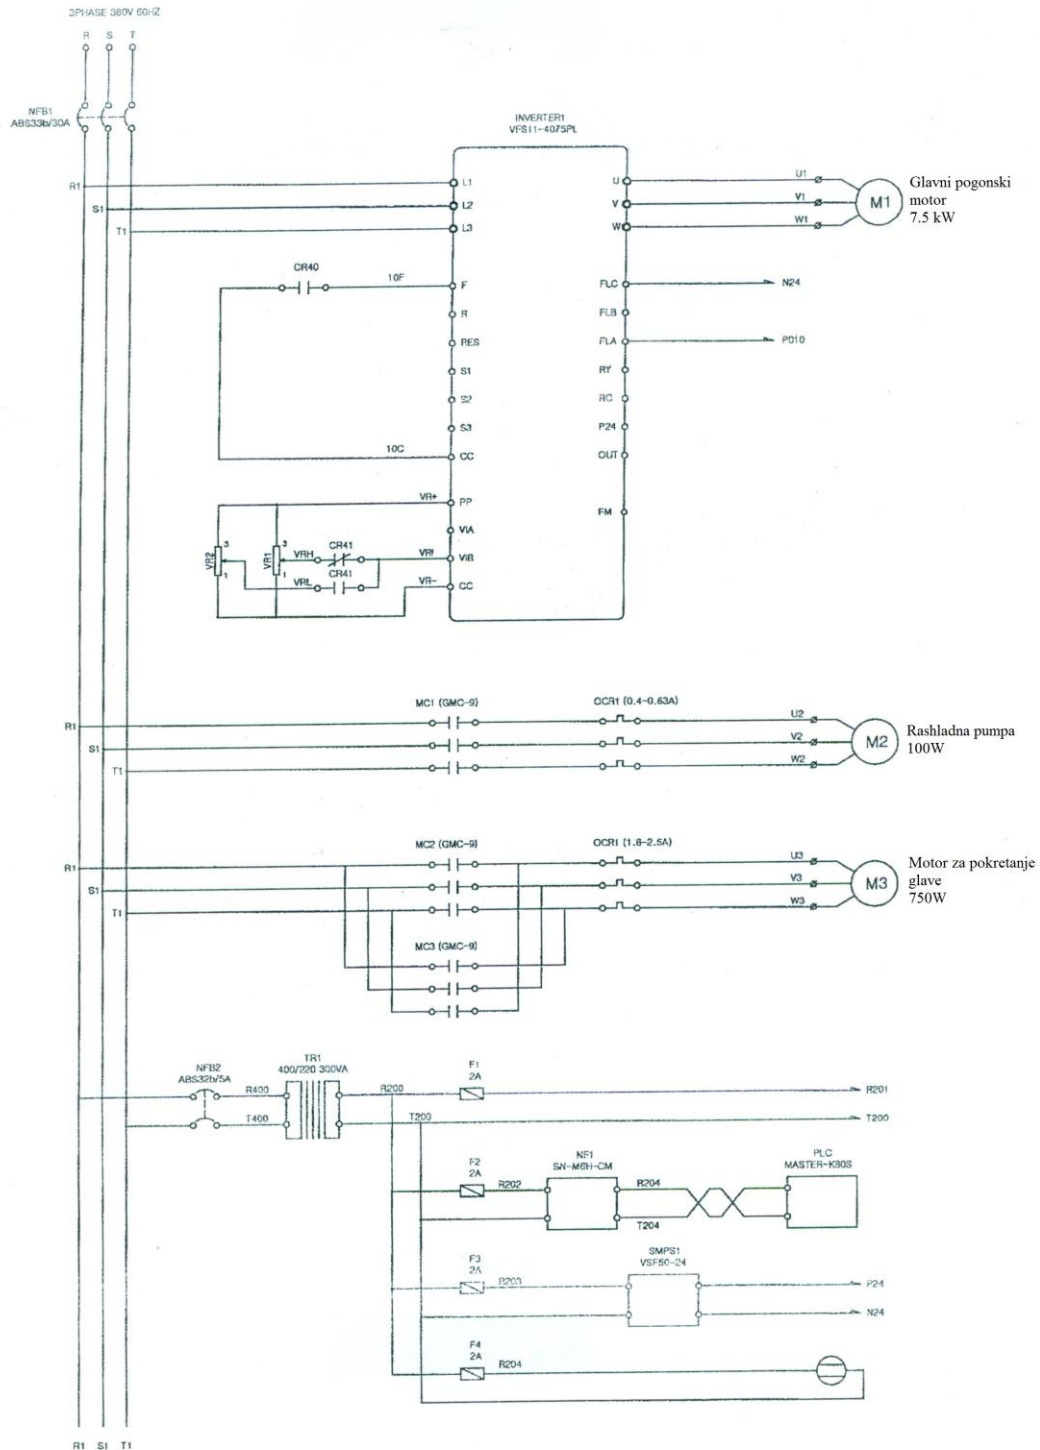 3PHASE 380V 60HZ
R S T
NFB1
ABS33b/30A
INVERTER1
VFS11-4075PL
R1
S1
T1
L1
L2
L3
U
V
W
U1
V1
W1
M1
Glavni pogonski
motor
7.5 kW
CR40
10F
F
R
RES
S1
S2
S3
10C
CC
FLC
N24
FLB
FLA
P010
RY
RC
P24
OUT
FM
VR+
PP
VIA
VR2
3
1
VR1
3
1
VRH
CR41
VRI
VIB
VRL
CR41
VR-
CC
MC1 (GMC-9)
OCR1 (0.4-0.63A)
R1
S1
T1
U2
V2
W2
M2
Rashladna pumpa
100W
MC2 (GMC-9)
OCR1 (1.6-2.5A)
R1
S1
T1
U3
V3
W3
M3
Motor za pokretanje
glave
750W
MC3 (GMC-9)
NFB2
ABS32b/5A
R400
T400
TR1
400/220 300VA
R200
T200
F1
2A
R201
T200
F2
2A
R202
NF1
SN-M6H-CM
R204
T204
PLC
MASTER-K80S
F3
2A
R203
SMPS1
VSF50-24
P24
N24
F4
2A
R204
R1 S1 T1